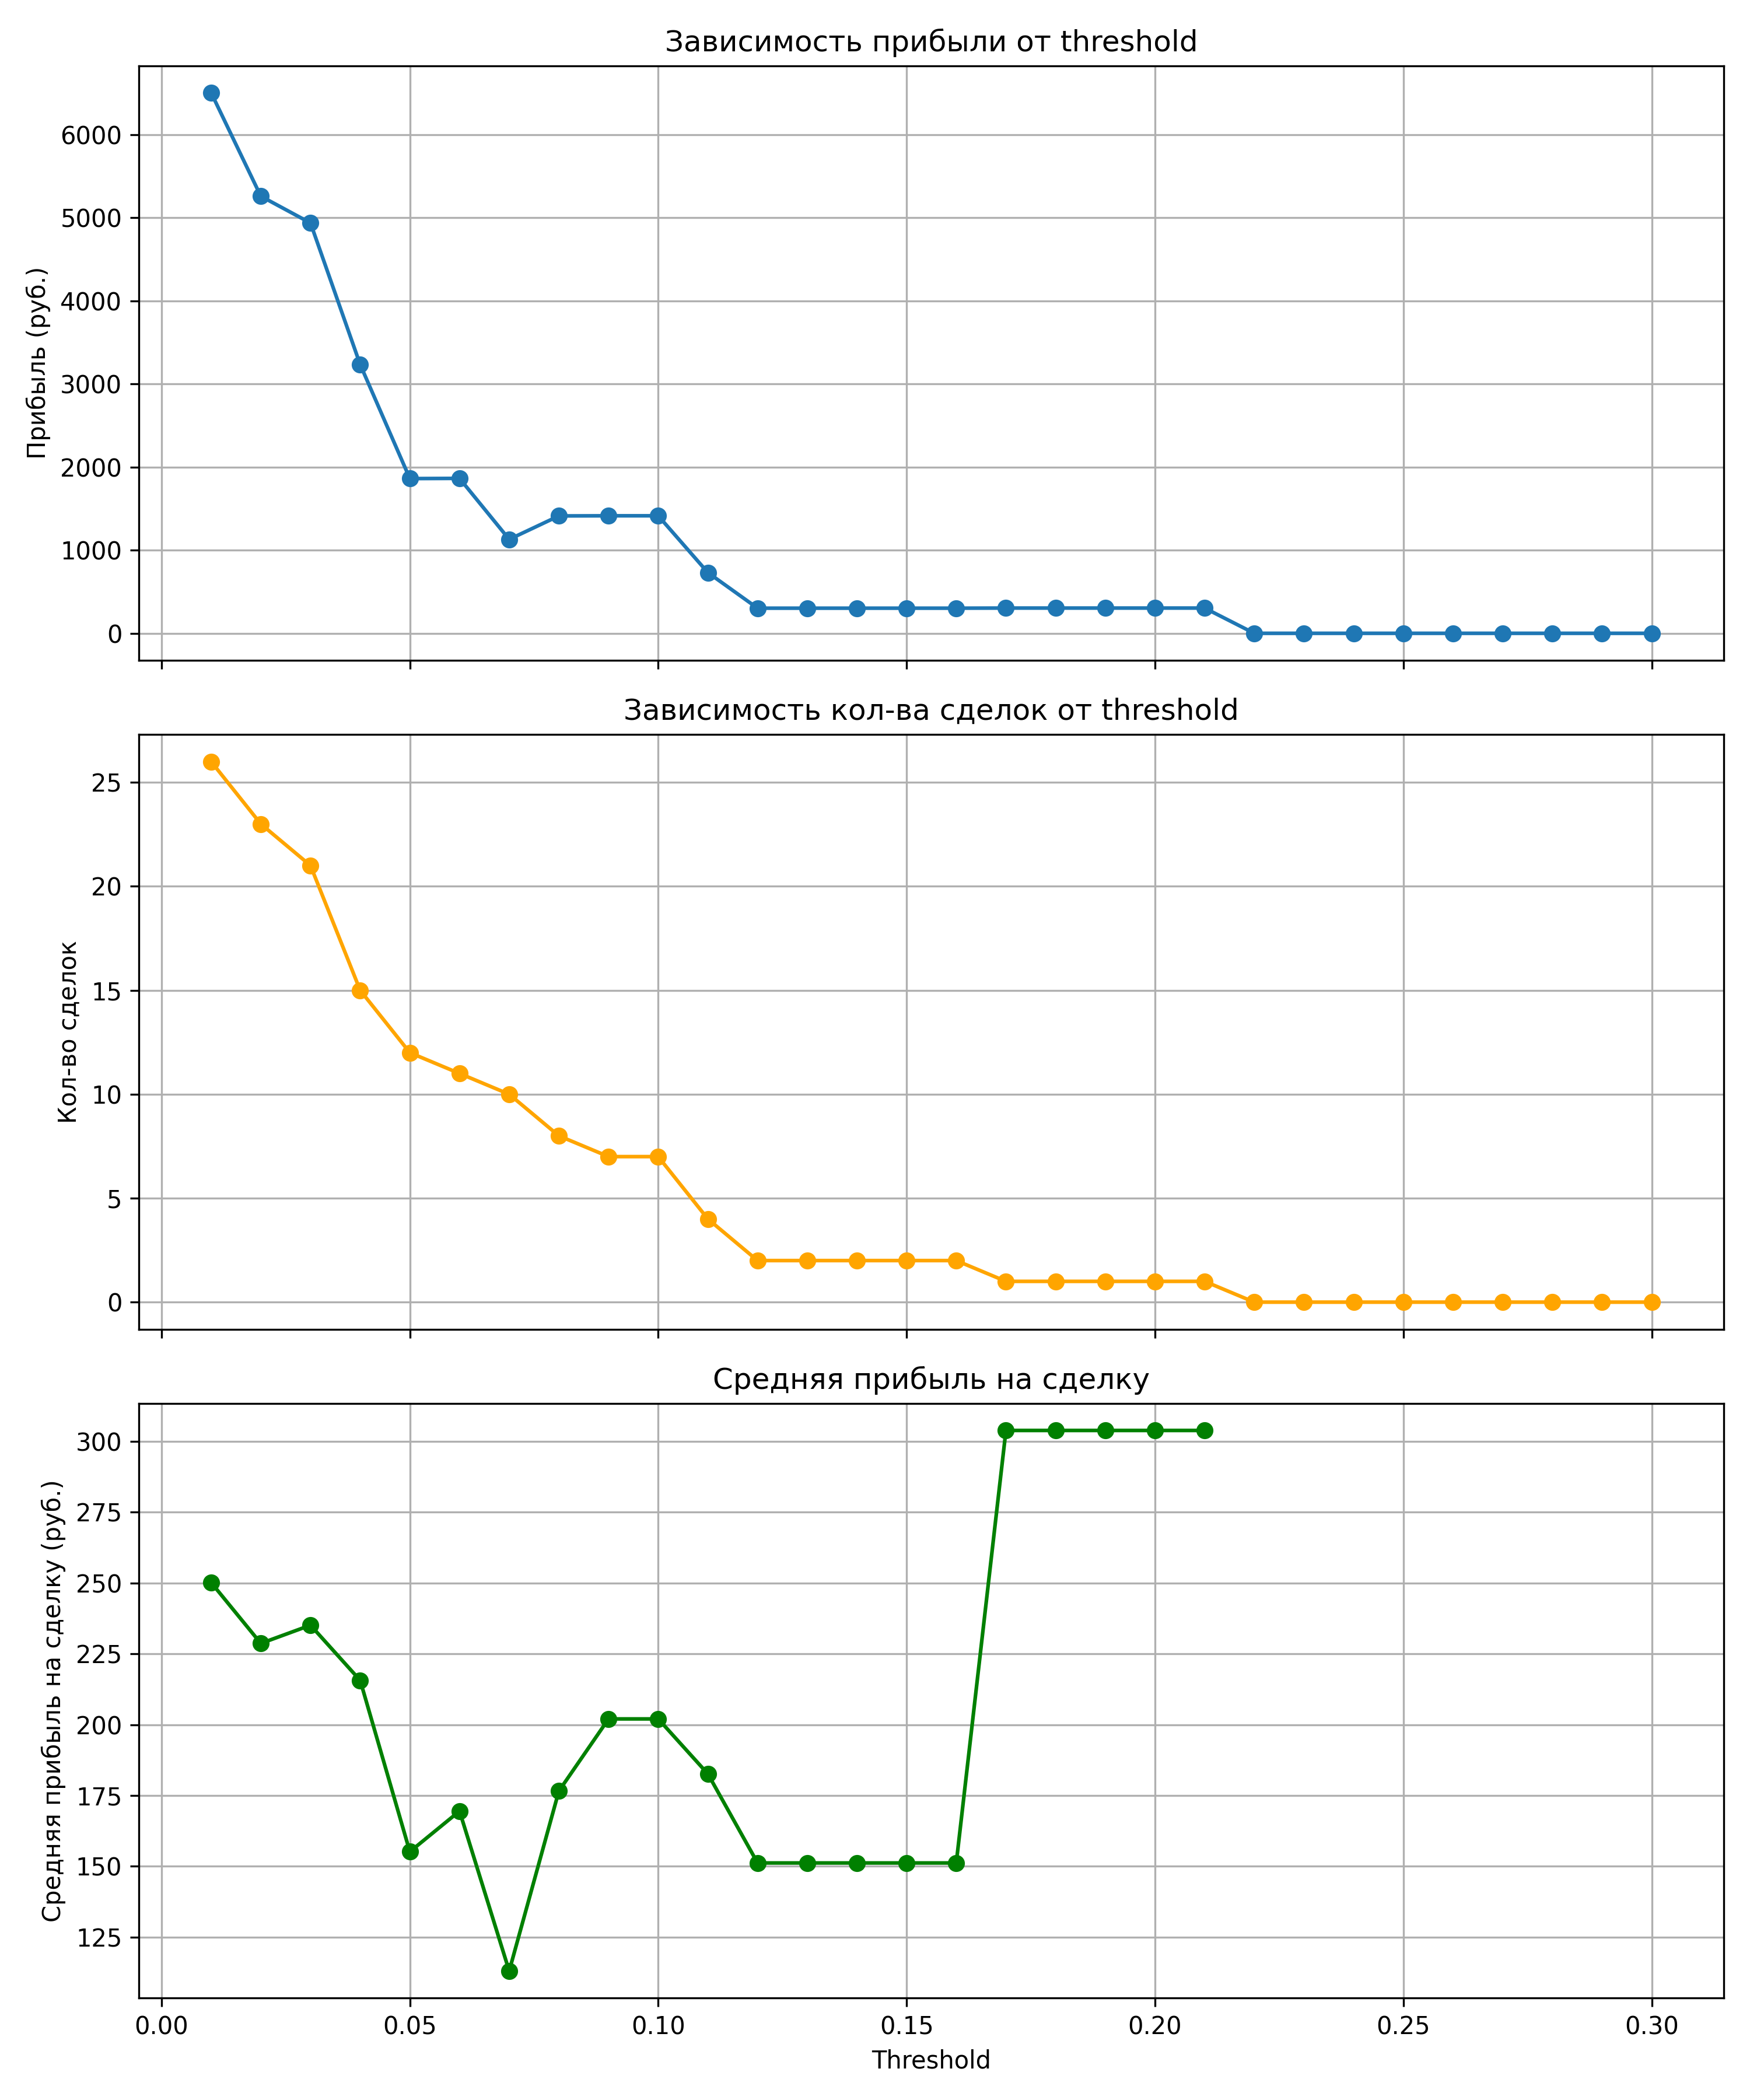 Зависимость прибыли от threshold
Прибыль (руб.)
6000
5000
4000
3000
2000
1000
0
Зависимость кол-ва сделок от threshold
Кол-во сделок
25
20
15
10
5
0
Средняя прибыль на сделку
Средняя прибыль на сделку (руб.)
300
275
250
225
200
175
150
125
0.00 0.05 0.10 0.15 0.20 0.25 0.30
Threshold